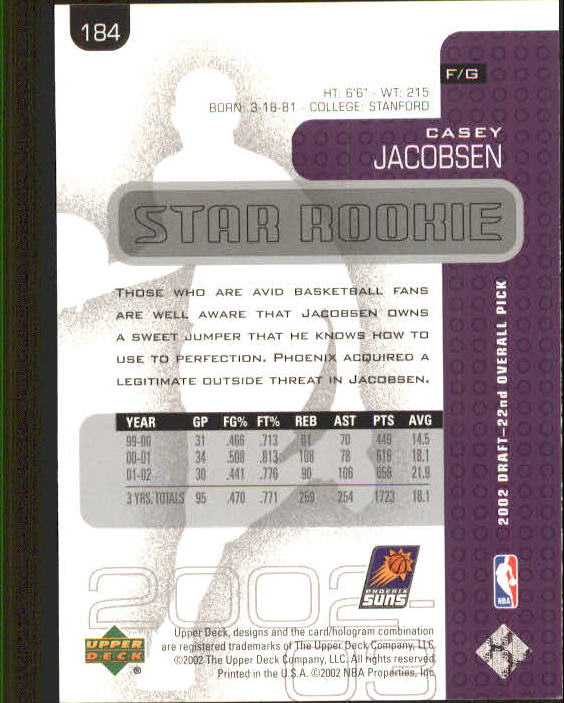 184
F/G
HT: 6'6" · WT: 215
BORN: 3-18-81 · COLLEGE: STANFORD
CASEY
JACOBSEN
STAR ROOKIE
THOSE WHO ARE AVID BASKETBALL FANS
ARE WELL AWARE THAT JACOBSEN OWNS
A SWEET JUMPER THAT HE KNOWS HOW TO
USE TO PERFECTION. PHOENIX ACQUIRED A
LEGITIMATE OUTSIDE THREAT IN JACOBSEN.
YEAR GP FG% FT% REB AST PTS AVG
99-00 31 .466 .713 61 70 449 14.5
00-01 34 .508 .813 108 78 616 18.1
01-02 30 .441 .776 90 106 658 21.9
3 YRS. TOTALS 95 .470 .771 259 254 1723 18.1
2002 DRAFT–22nd OVERALL PICK
PHOENIX
SUNS
NBA
2002-
03
UPPER
DECK
®
Upper Deck, designs and the card/hologram combination
are registered trademarks of The Upper Deck Company, LLC.
©2002 The Upper Deck Company, LLC. All rights reserved.
Printed in the U.S.A. ©2002 NBA Properties, Inc.